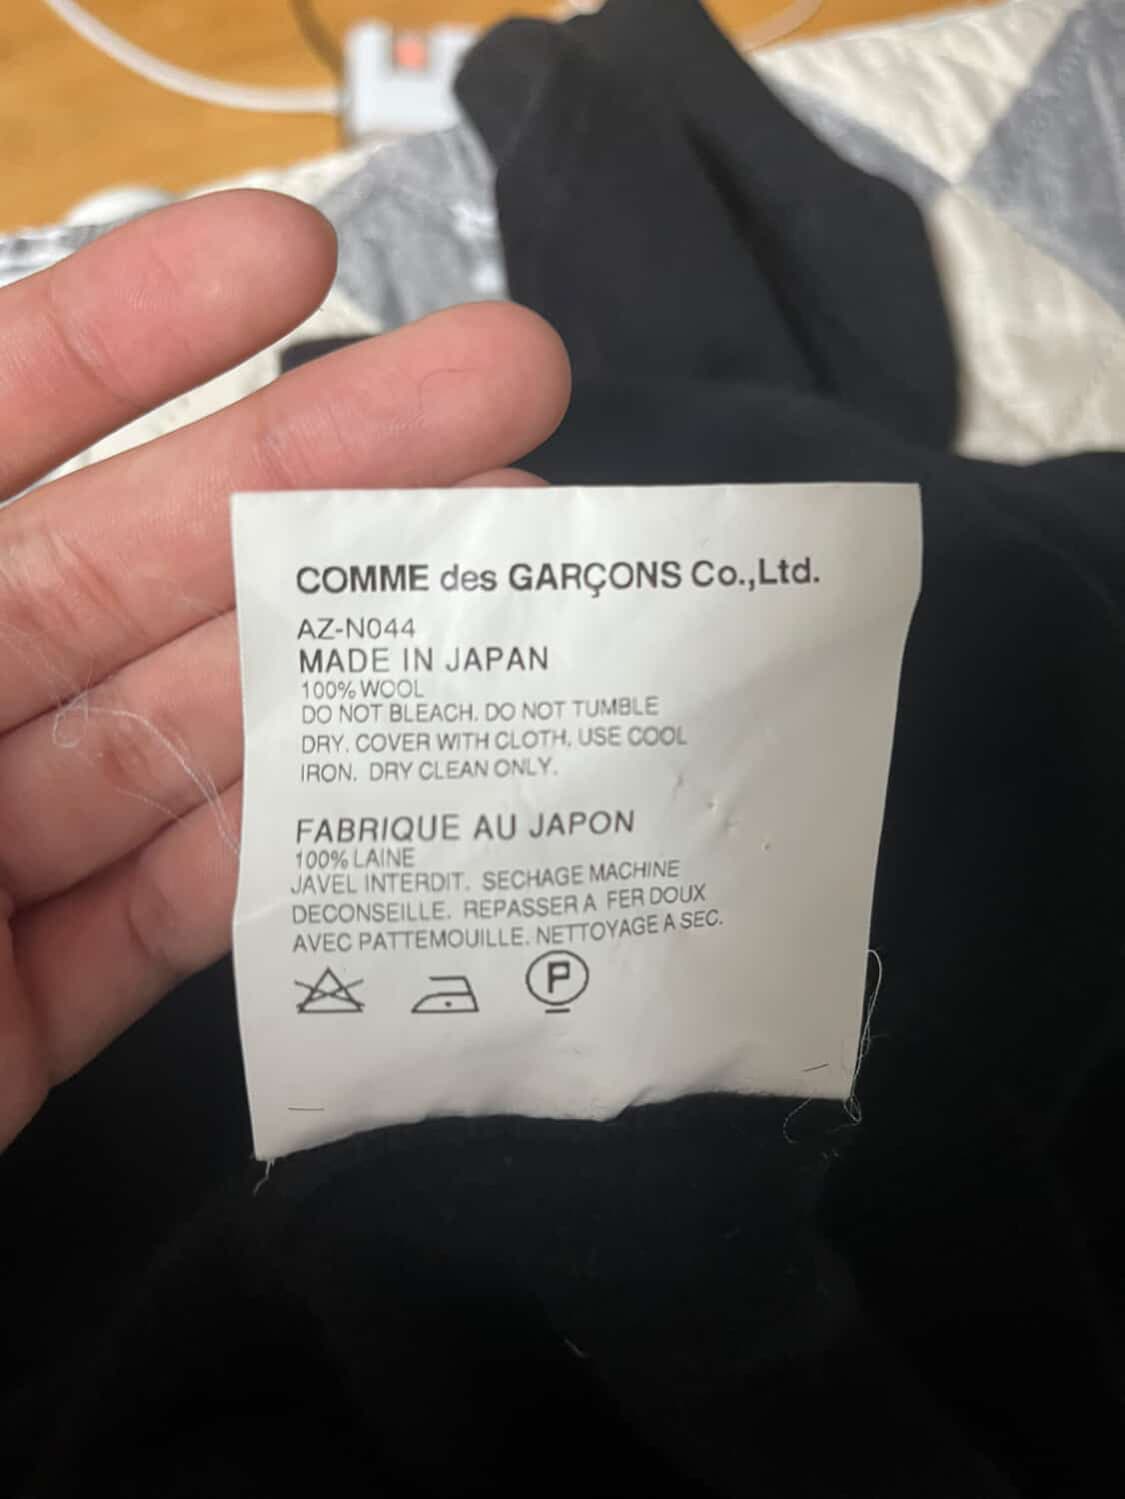 COMME des GARÇONS Co.,Ltd.
AZ-N044
MADE IN JAPAN
100% WOOL
DO NOT BLEACH. DO NOT TUMBLE
DRY. COVER WITH CLOTH, USE COOL
IRON. DRY CLEAN ONLY.
FABRIQUE AU JAPON
100% LAINE
JAVEL INTERDIT. SECHAGE MACHINE
DECONSEILLE. REPASSER A FER DOUX
AVEC PATTEMOUILLE. NETTOYAGE A SEC.
P